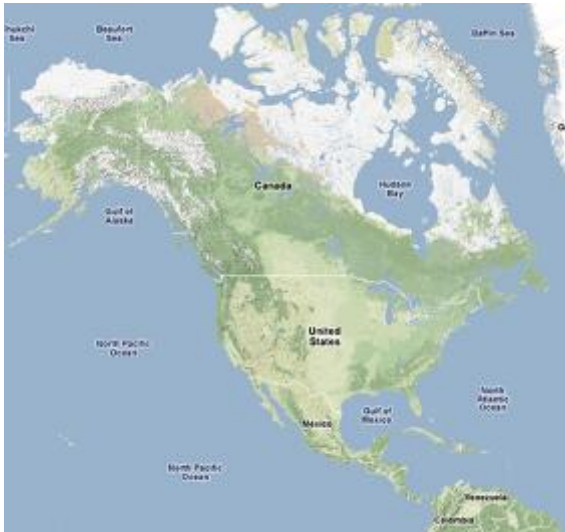 Beaufort
Sea
Baffin Sea
Canada
Hudson
Bay
Gulf of
Alaska
United
States
North Pacific
Ocean
North
Atlantic
Ocean
Gulf of
Mexico
Mexico
North Pacific
Ocean
Venezuela
Colombia